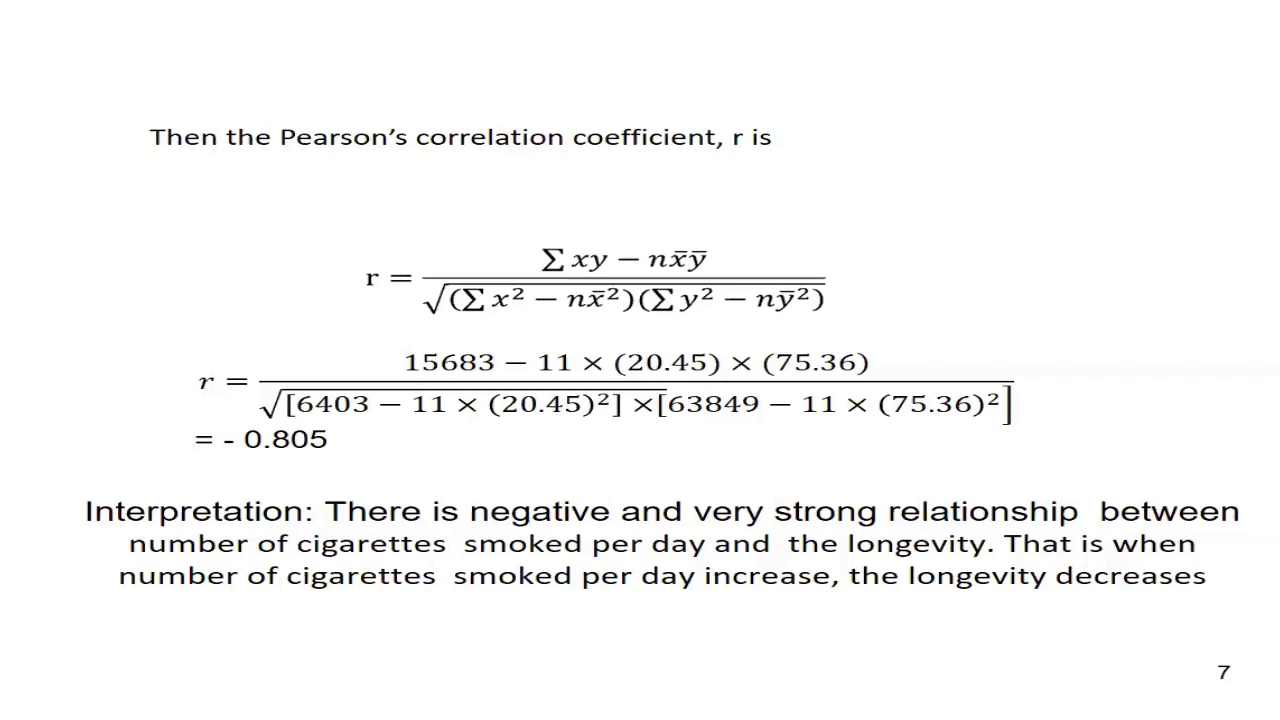 Then the Pearson’s correlation coefficient, r is
r = (∑ xy − nx̄ȳ) / √(∑ x² − nx̄²)(∑ y² − nȳ²)
r = (15683 − 11 × (20.45) × (75.36)) / √[6403 − 11 × (20.45)²] ×[63849 − 11 × (75.36)²]
= - 0.805
Interpretation: There is negative and very strong relationship between
number of cigarettes smoked per day and the longevity. That is when
number of cigarettes smoked per day increase, the longevity decreases
7